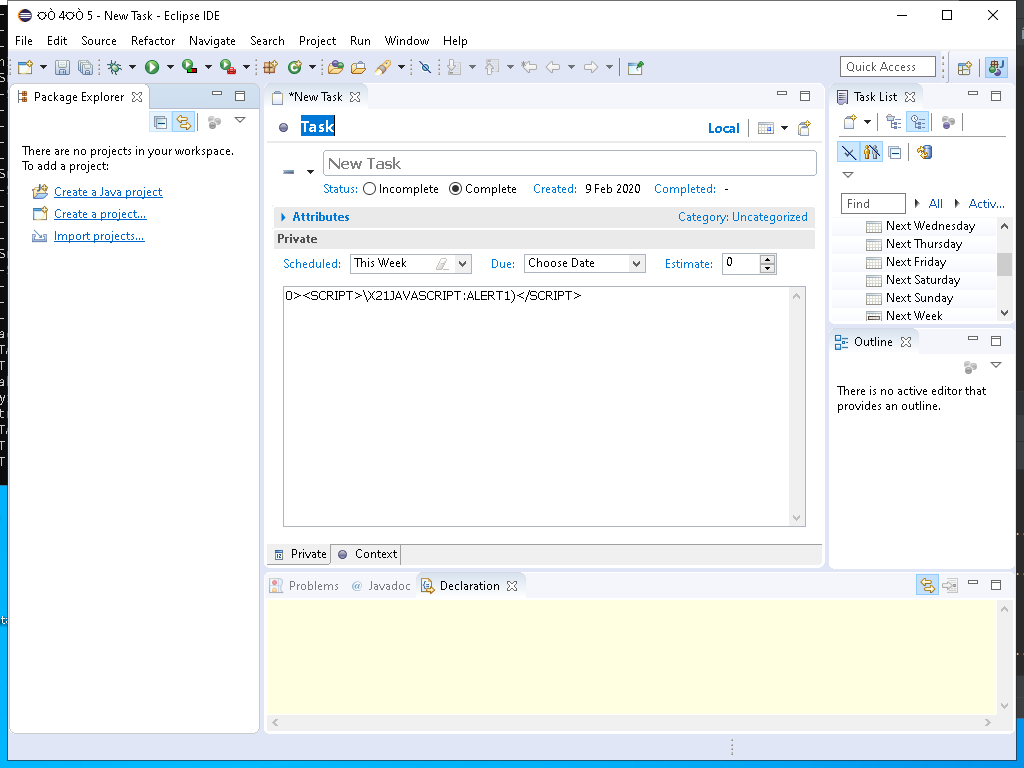 ѸÒ 4ѸÒ 5 - New Task - Eclipse IDE
File Edit Source Refactor Navigate Search Project Run Window Help
Quick Access
Package Explorer
There are no projects in your workspace.
To add a project:
Create a Java project
Create a project...
Import projects...
*New Task
Task
Local
New Task
Status: Incomplete Complete Created: 9 Feb 2020 Completed: -
Attributes Category: Uncategorized
Private
Scheduled: This Week Due: Choose Date Estimate: 0
0><SCRIPT>\X21JAVASCRIPT:ALERT1)</SCRIPT>
Private Context
Problems Javadoc Declaration
Task List
Find All Activ...
Next Wednesday
Next Thursday
Next Friday
Next Saturday
Next Sunday
Next Week
Outline
There is no active editor that
provides an outline.